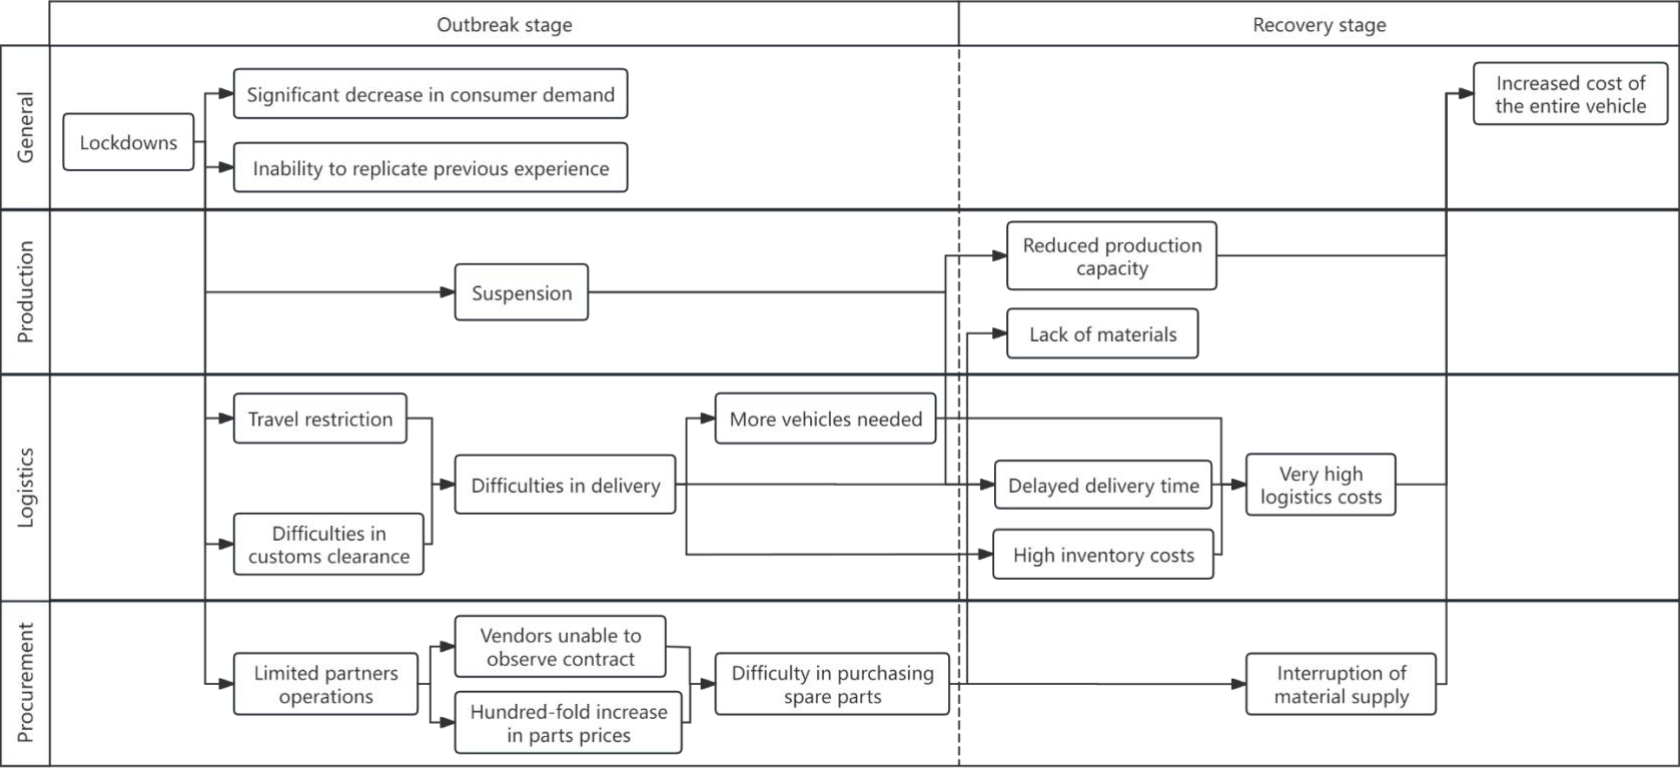 Outbreak stage
Recovery stage
General
Lockdowns
Significant decrease in consumer demand
Inability to replicate previous experience
Increased cost of
the entire vehicle
Production
Suspension
Reduced production
capacity
Lack of materials
Logistics
Travel restriction
Difficulties in
customs clearance
Difficulties in delivery
More vehicles needed
Delayed delivery time
High inventory costs
Very high
logistics costs
Procurement
Limited partners
operations
Vendors unable to
observe contract
Hundred-fold increase
in parts prices
Difficulty in purchasing
spare parts
Interruption of
material supply